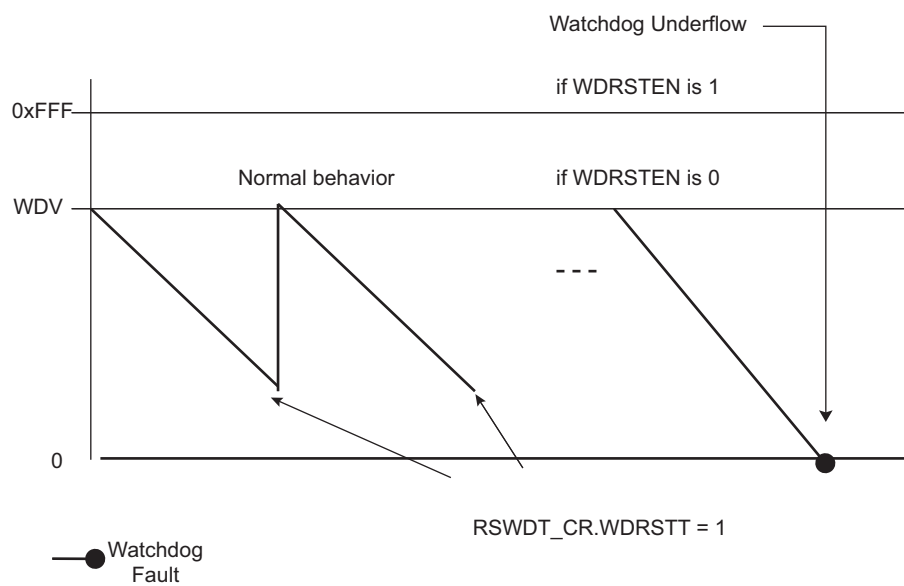 Watchdog Underflow
if WDRSTEN is 1
0xFFF
Normal behavior
if WDRSTEN is 0
WDV
0
RSWDT_CR.WDRSTT = 1
Watchdog
Fault